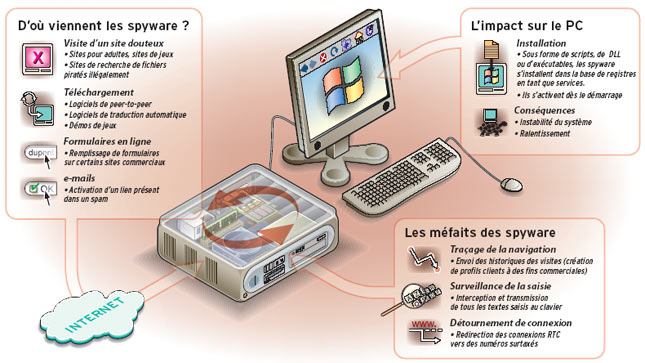 D'où viennent les spyware ?
Visite d'un site douteux
• Sites pour adultes, sites de jeux
• Sites de recherche de fichiers
piratés illégalement
Téléchargement
• Logiciels de peer-to-peer
• Logiciels de traduction automatique
• Démos de jeux
Formulaires en ligne
• Remplissage de formulaires
sur certains sites commerciaux
dupont
e-mails
• Activation d'un lien présent
dans un spam
OK
INTERNET
L'impact sur le PC
Installation
• Sous forme de scripts, de DLL
ou d'exécutables, les spyware
s'installent dans la base de registres
en tant que services.
• Ils s'activent dès le démarrage
Conséquences
• Instabilité du système
• Ralentissement
Les méfaits des spyware
Traçage de la navigation
• Envoi des historiques des visites (création
de profils clients à des fins commerciales)
Surveillance de la saisie
• Interception et transmission
de tous les textes saisis au clavier
www.
Détournement de connexion
• Redirection des connexions RTC
vers des numéros surtaxés